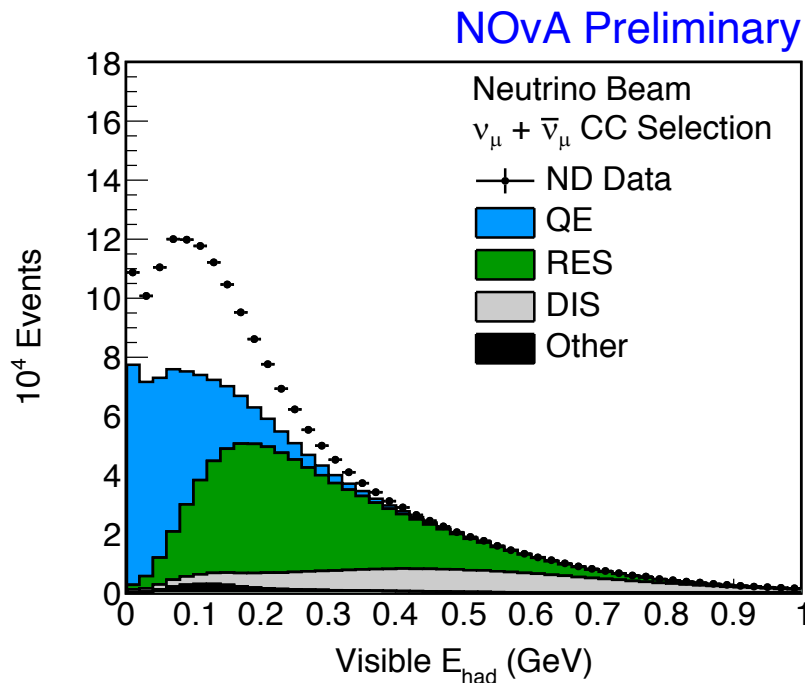 NOvA Preliminary
18
16
14
12
10
8
6
4
2
0
10⁴ Events
Neutrino Beam
νμ + ν̅μ CC Selection
ND Data
QE
RES
DIS
Other
0 0.1 0.2 0.3 0.4 0.5 0.6 0.7 0.8 0.9 1
Visible E_had (GeV)